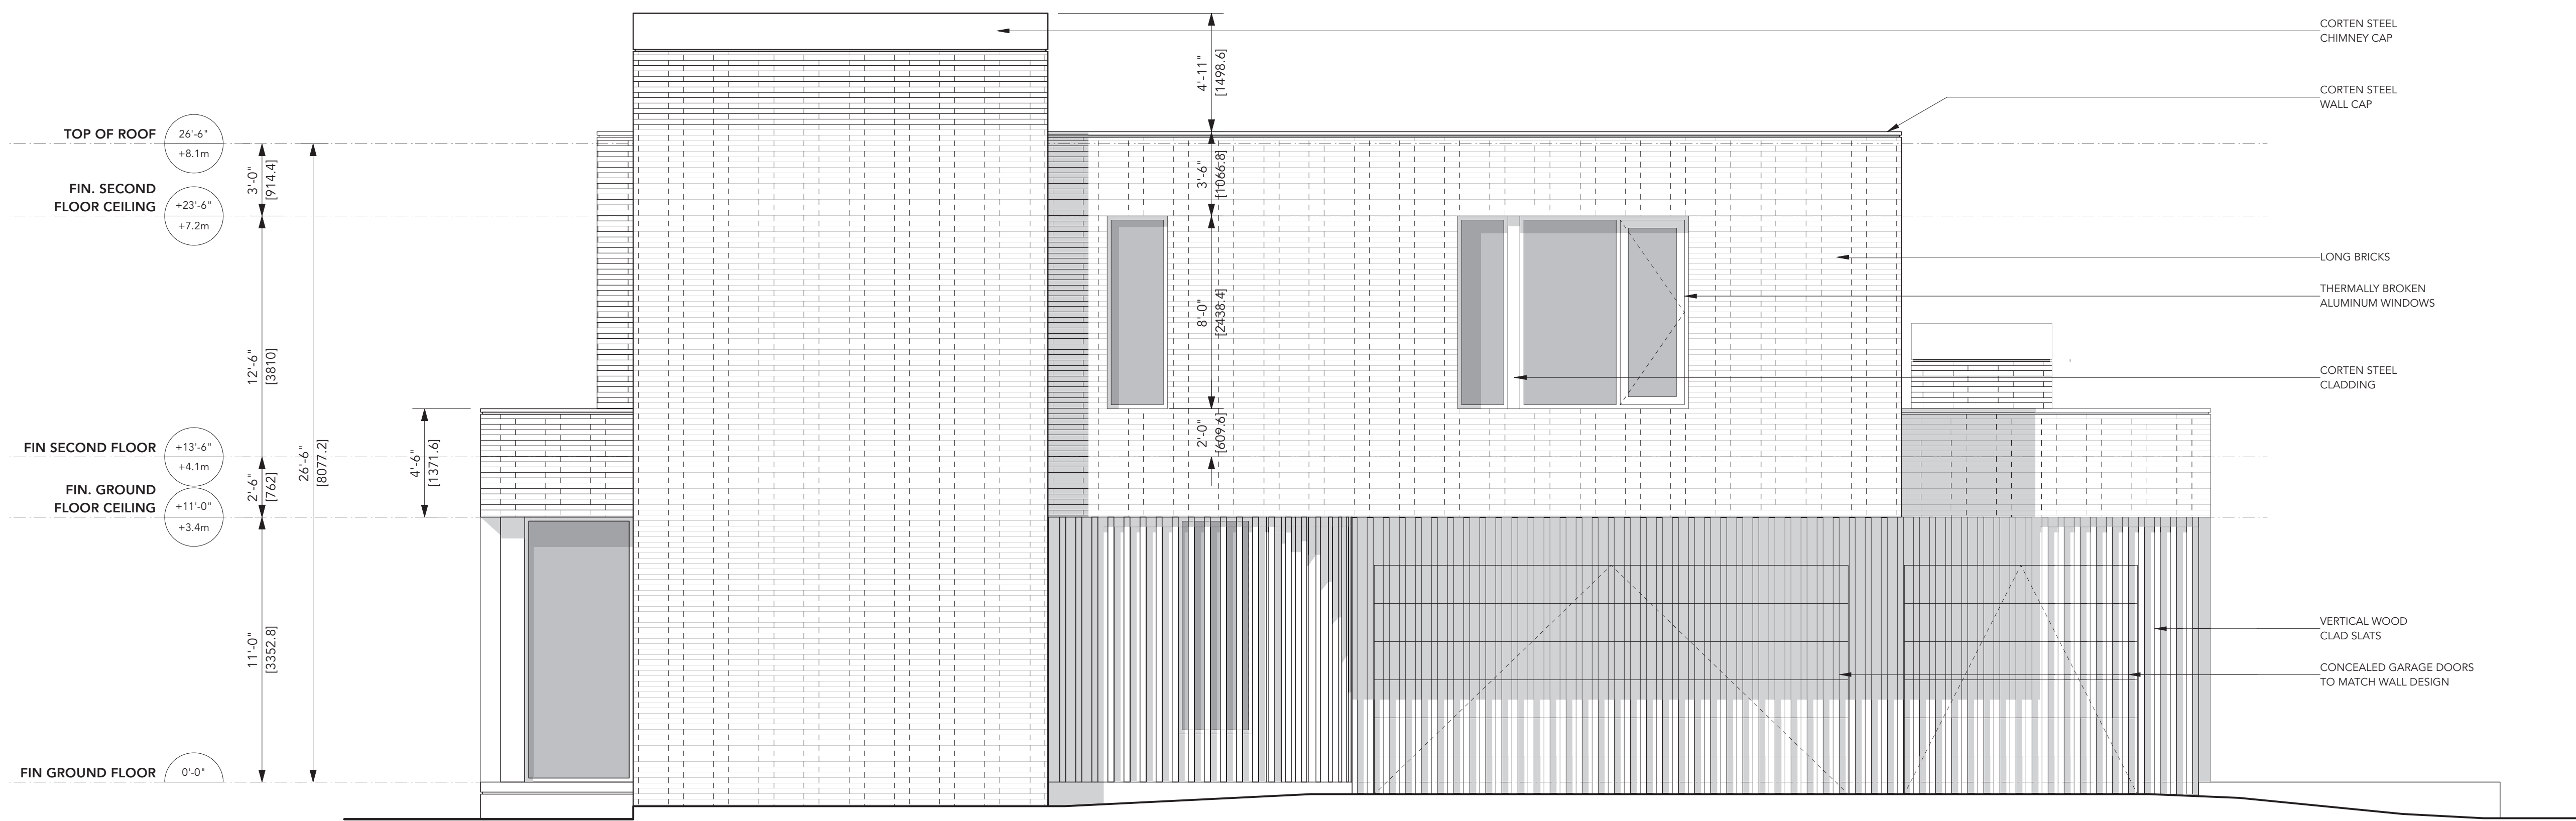 CORTEN STEEL
CHIMNEY CAP
4'-11"
[1498.6]
CORTEN STEEL
WALL CAP
TOP OF ROOF
26'-6"
+8.1m
3'-0"
[914.4]
3'-6"
[1066.8]
FIN. SECOND
FLOOR CEILING
+23'-6"
+7.2m
LONG BRICKS
THERMALLY BROKEN
ALUMINUM WINDOWS
8'-0"
[2438.4]
12'-6"
[3810]
CORTEN STEEL
CLADDING
2'-0"
[609.6]
FIN SECOND FLOOR
+13'-6"
+4.1m
26'-6"
[8077.2]
4'-6"
[1371.6]
2'-6"
[762]
FIN. GROUND
FLOOR CEILING
+11'-0"
+3.4m
11'-0"
[3352.8]
VERTICAL WOOD
CLAD SLATS
CONCEALED GARAGE DOORS
TO MATCH WALL DESIGN
FIN GROUND FLOOR
0'-0"